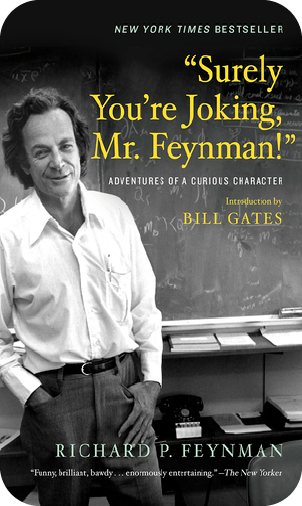 NEW YORK TIMES BESTSELLER
“Surely
You’re Joking,
Mr. Feynman!”
ADVENTURES OF A CURIOUS CHARACTER
Introduction by
BILL GATES
RICHARD P. FEYNMAN
“Funny, brilliant, bawdy . . . enormously entertaining.”—The New Yorker